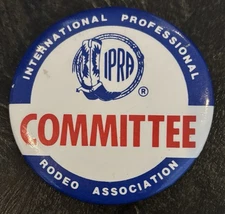 INTERNATIONAL PROFESSIONAL
IPRA
®
COMMITTEE
RODEO ASSOCIATION